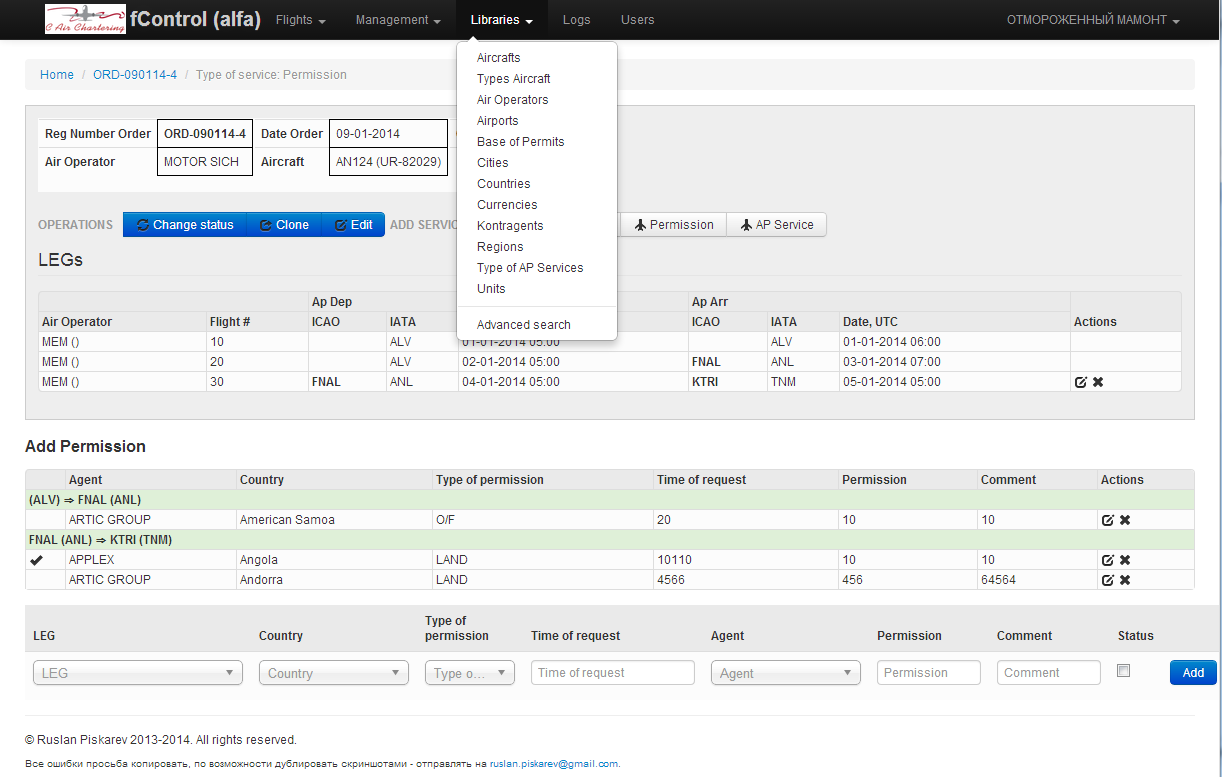 C Air Chartering
fControl (alfa) Flights Management Libraries Logs Users ОТМОРОЖЕННЫЙ МАМОНТ
Aircrafts
Types Aircraft
Air Operators
Airports
Base of Permits
Cities
Countries
Currencies
Kontragents
Regions
Type of AP Services
Units
Advanced search
Home / ORD-090114-4 / Type of service: Permission
Reg Number Order ORD-090114-4 Date Order 09-01-2014
Air Operator MOTOR SICH Aircraft AN124 (UR-82029)
OPERATIONS Change status Clone Edit ADD SERVIC Permission AP Service
LEGs
Ap Dep Ap Arr
Air Operator Flight # ICAO IATA ICAO IATA Date, UTC Actions
MEM () 10 ALV 01-01-2014 05:00 ALV 01-01-2014 06:00
MEM () 20 ALV 02-01-2014 05:00 FNAL ANL 03-01-2014 07:00
MEM () 30 FNAL ANL 04-01-2014 05:00 KTRI TNM 05-01-2014 05:00
Add Permission
Agent Country Type of permission Time of request Permission Comment Actions
(ALV) ⇒ FNAL (ANL)
ARTIC GROUP American Samoa O/F 20 10 10
FNAL (ANL) ⇒ KTRI (TNM)
APPLEX Angola LAND 10110 10 10
ARTIC GROUP Andorra LAND 4566 456 64564
LEG Country Type of permission Time of request Agent Permission Comment Status
LEG Country Type o... Time of request Agent Permission Comment Add
© Ruslan Piskarev 2013-2014. All rights reserved.
Все ошибки просьба копировать, по возможности дублировать скриншотами - отправлять на ruslan.piskarev@gmail.com.